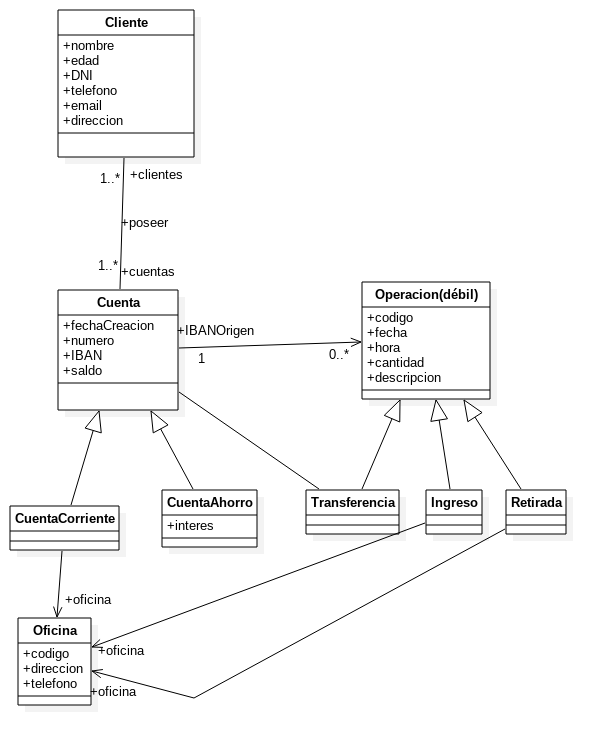 Cliente
+nombre
+edad
+DNI
+telefono
+email
+direccion
1..*
+clientes
+poseer
1..*
+cuentas
Cuenta
+fechaCreacion
+numero
+IBAN
+saldo
+IBANOrigen
1
0..*
Operacion(débil)
+codigo
+fecha
+hora
+cantidad
+descripcion
CuentaCorriente
CuentaAhorro
+interes
Transferencia
Ingreso
Retirada
+oficina
Oficina
+codigo
+direccion
+telefono
+oficina
+oficina